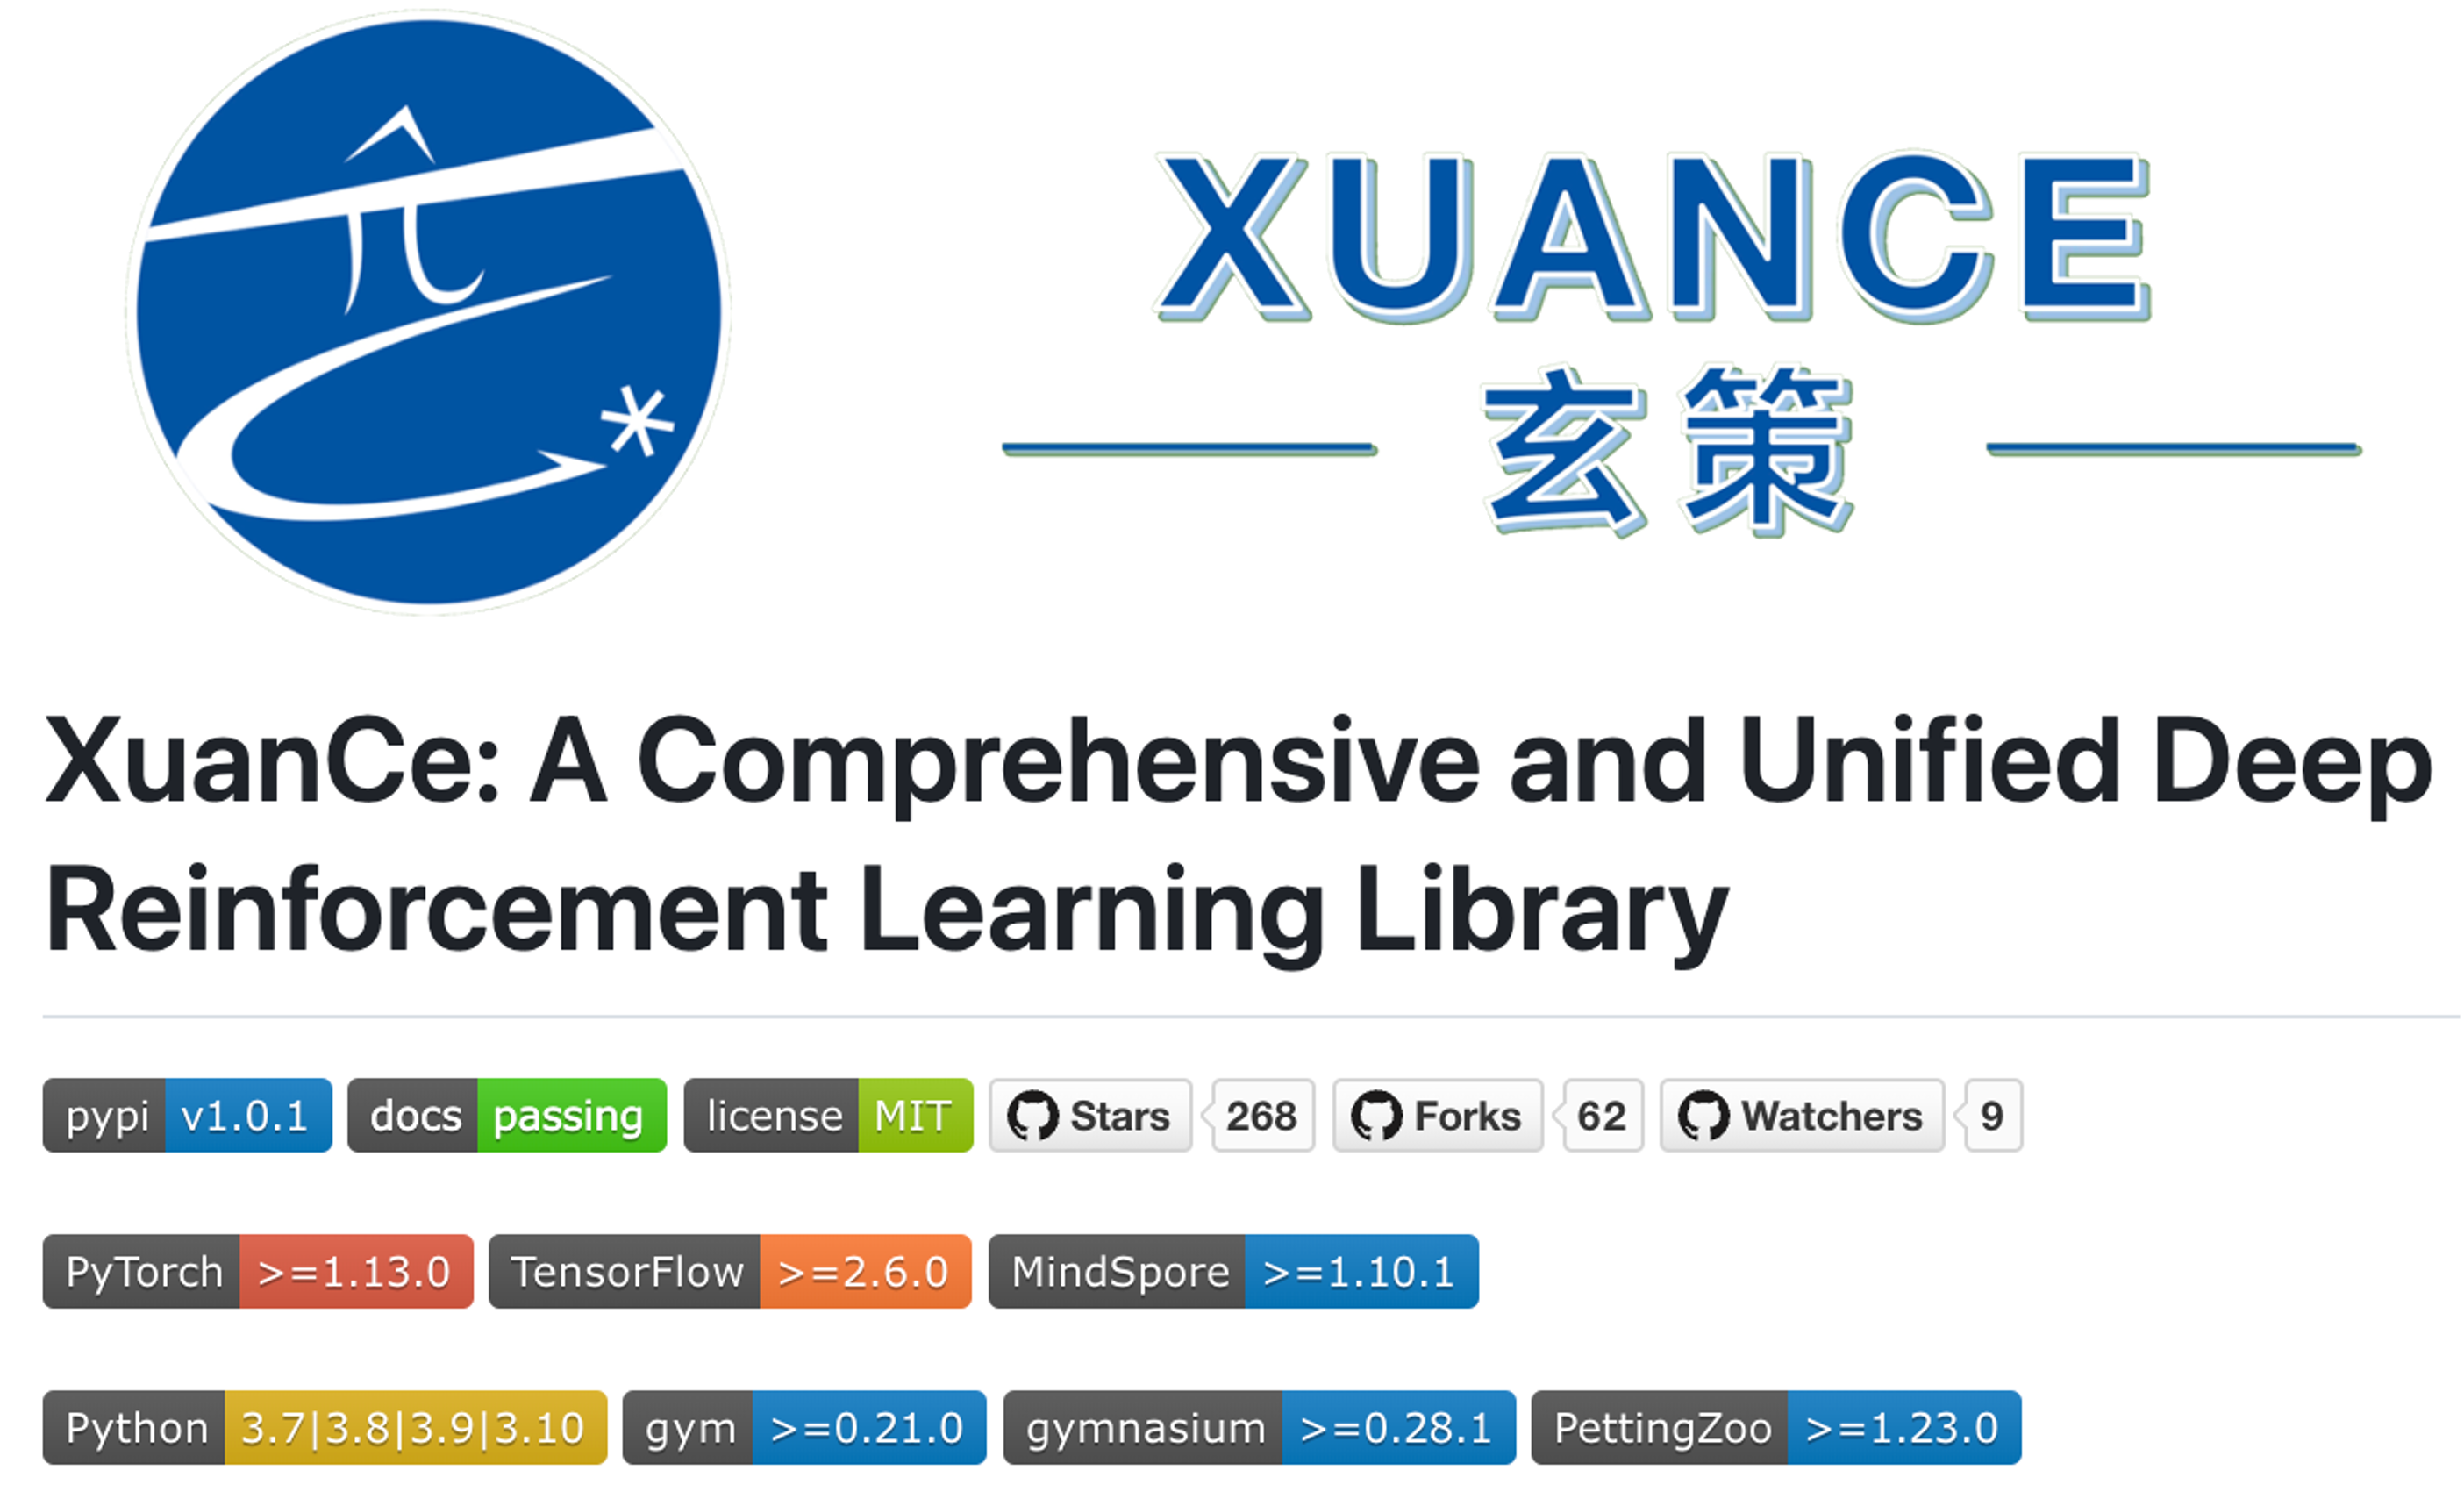 XUANCE
玄策
XuanCe: A Comprehensive and Unified Deep
Reinforcement Learning Library
pypi v1.0.1 docs passing license MIT Stars 268 Forks 62 Watchers 9
PyTorch >=1.13.0 TensorFlow >=2.6.0 MindSpore >=1.10.1
Python 3.7|3.8|3.9|3.10 gym >=0.21.0 gymnasium >=0.28.1 PettingZoo >=1.23.0